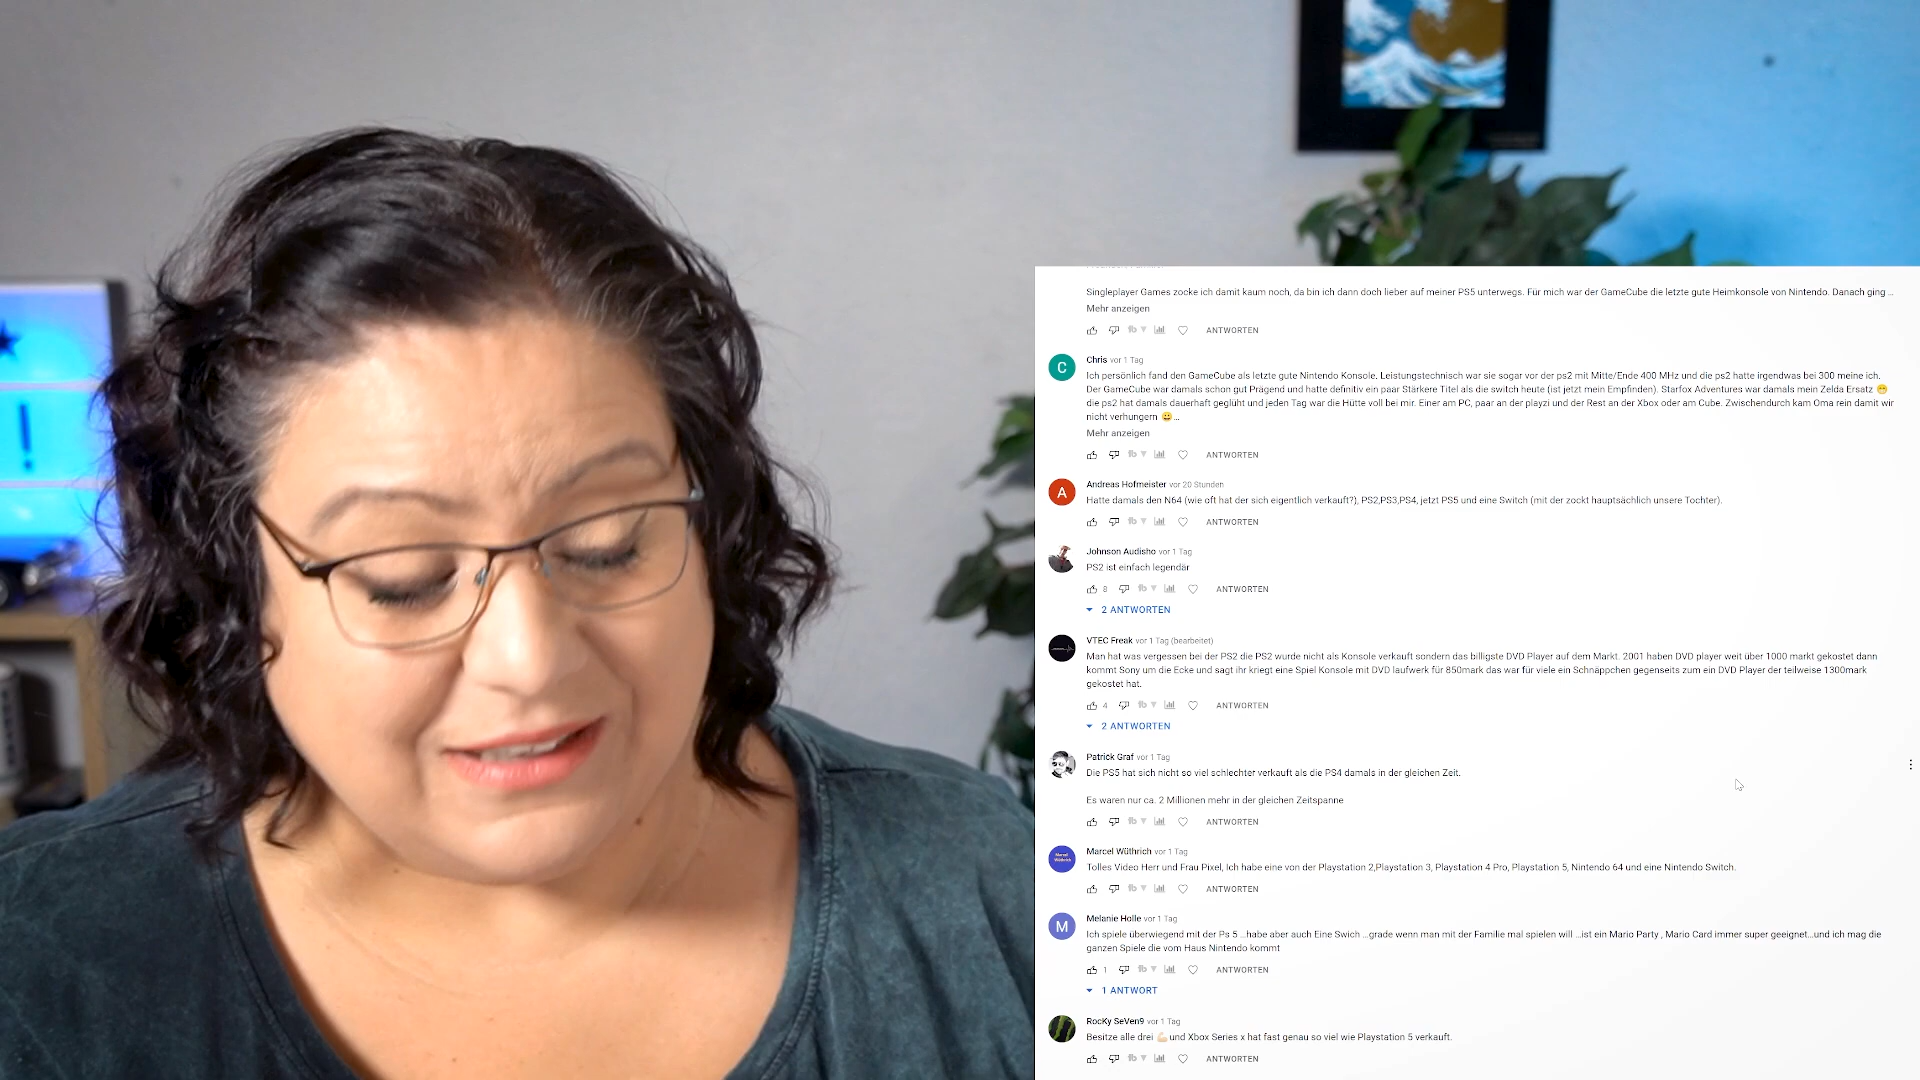 Singleplayer Games zocke ich damit kaum noch, da bin ich dann doch lieber auf meiner PS5 unterwegs. Für mich war der GameCube die letzte gute Heimkonsole von Nintendo. Danach ging ...
Mehr anzeigen
ANTWORTEN
C
Chris vor 1 Tag
Ich persönlich fand den GameCube als letzte gute Nintendo Konsole. Leistungstechnisch war sie sogar vor der ps2 mit Mitte/Ende 400 MHz und die ps2 hatte irgendwas bei 300 meine ich.
Der GameCube war damals schon gut Prägend und hatte definitiv ein paar Stärkere Titel als die switch heute (ist jetzt mein Empfinden). Starfox Adventures war damals mein Zelda Ersatz 😁
die ps2 hat damals dauerhaft geglüht und jeden Tag war die Hütte voll bei mir. Einer am PC, paar an der playzi und der Rest an der Xbox oder am Cube. Zwischendurch kam Oma rein damit wir
nicht verhungern 😀...
Mehr anzeigen
ANTWORTEN
A
Andreas Hofmeister vor 20 Stunden
Hatte damals den N64 (wie oft hat der sich eigentlich verkauft?), PS2,PS3,PS4, jetzt PS5 und eine Switch (mit der zockt hauptsächlich unsere Tochter).
ANTWORTEN
Johnson Audisho vor 1 Tag
PS2 ist einfach legendär
8 ANTWORTEN
2 ANTWORTEN
VTEC Freak vor 1 Tag (bearbeitet)
Man hat was vergessen bei der PS2 die PS2 wurde nicht als Konsole verkauft sondern das billigste DVD Player auf dem Markt. 2001 haben DVD player weit über 1000 markt gekostet dann
kommt Sony um die Ecke und sagt ihr kriegt eine Spiel Konsole mit DVD laufwerk für 850mark das war für viele ein Schnäppchen gegenseits zum ein DVD Player der teilweise 1300mark
gekostet hat.
4 ANTWORTEN
2 ANTWORTEN
Patrick Graf vor 1 Tag
Die PS5 hat sich nicht so viel schlechter verkauft als die PS4 damals in der gleichen Zeit.
Es waren nur ca. 2 Millionen mehr in der gleichen Zeitspanne
ANTWORTEN
Marcel Wüthrich
Marcel Wüthrich vor 1 Tag
Tolles Video Herr und Frau Pixel, Ich habe eine von der Playstation 2,Playstation 3, Playstation 4 Pro, Playstation 5, Nintendo 64 und eine Nintendo Switch.
ANTWORTEN
M
Melanie Holle vor 1 Tag
Ich spiele überwiegend mit der Ps 5 ...habe aber auch Eine Swich ...grade wenn man mit der Familie mal spielen will ...ist ein Mario Party , Mario Card immer super geeignet...und ich mag die
ganzen Spiele die vom Haus Nintendo kommt
1 ANTWORTEN
1 ANTWORT
RocKy SeVen9 vor 1 Tag
Besitze alle drei 💪🏻 und Xbox Series x hat fast genau so viel wie Playstation 5 verkauft.
ANTWORTEN
!